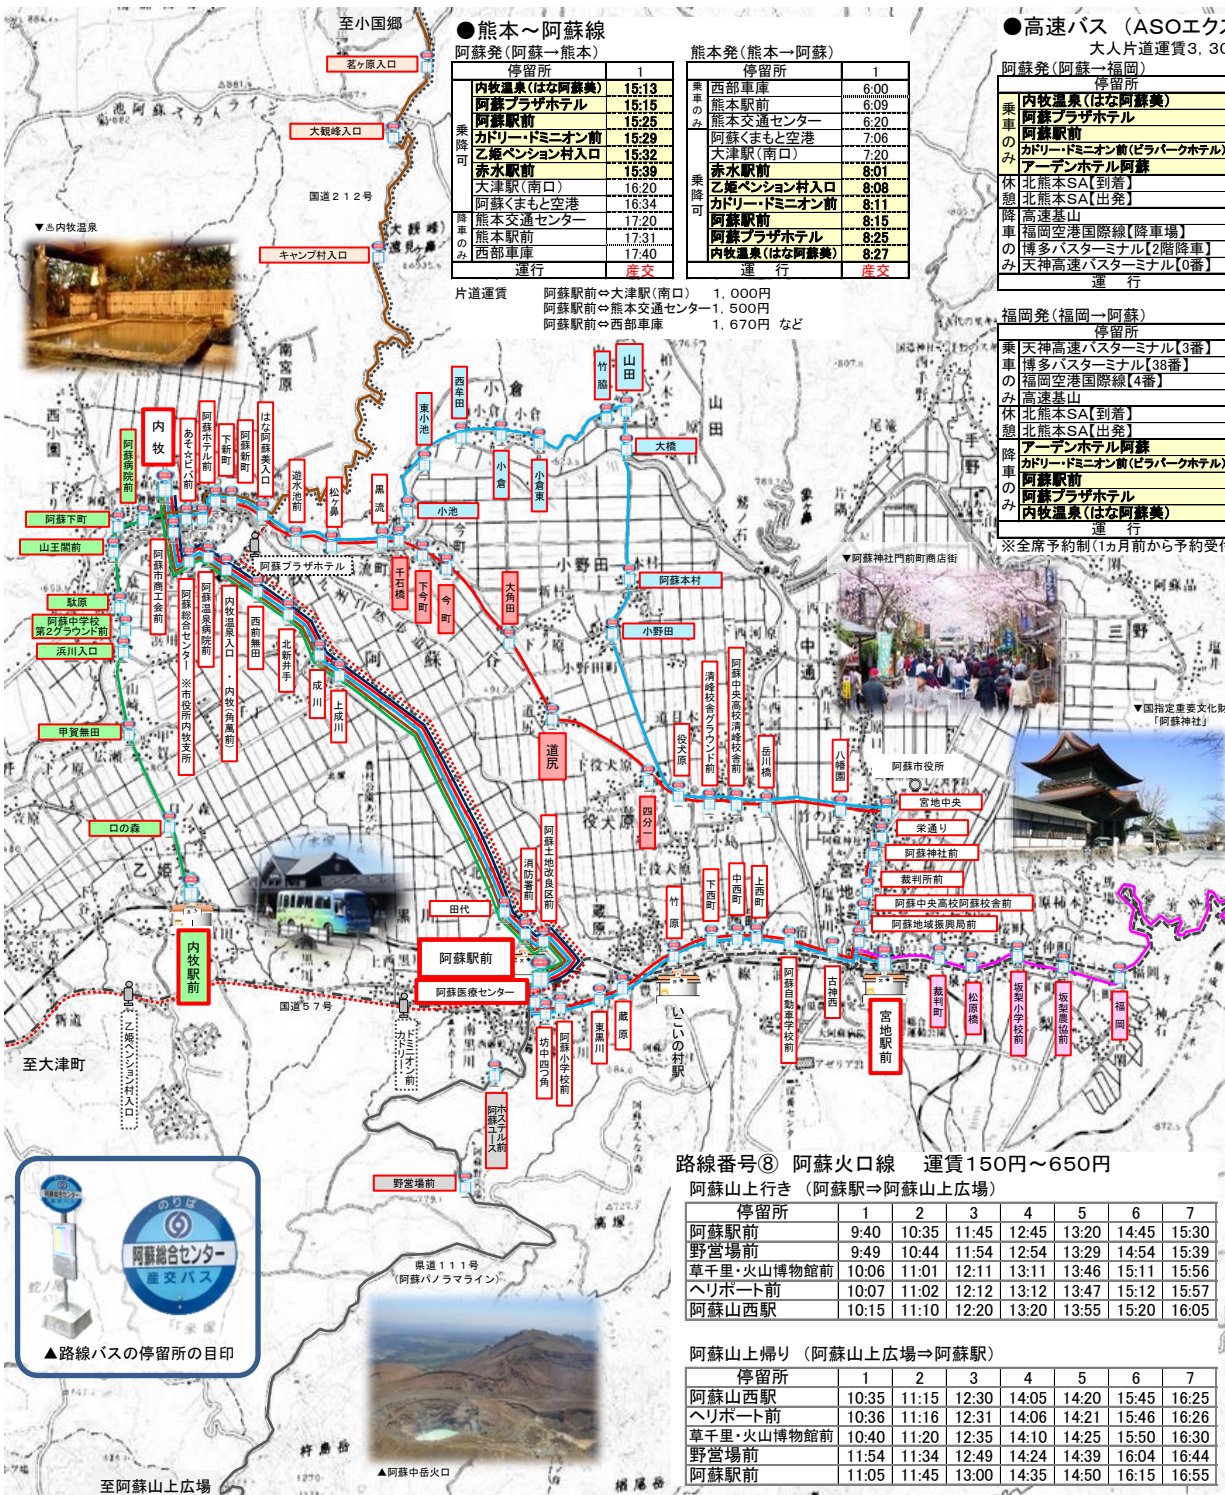 ●熊本～阿蘇線
阿蘇発(阿蘇→熊本)
停留所 1
乗降可
内牧温泉(はな阿蘇美) 15:13
阿蘇プラザホテル 15:15
阿蘇駅前 15:25
カドリー・ドミニオン前 15:29
乙姫ペンション村入口 15:32
赤水駅前 15:39
大津駅(南口) 16:20
阿蘇くまもと空港 16:34
降車のみ
熊本交通センター 17:20
熊本駅前 17:31
西部車庫 17:40
運行 産交
熊本発(熊本→阿蘇)
停留所 1
乗車のみ
西部車庫 6:00
熊本駅前 6:09
熊本交通センター 6:20
乗降可
阿蘇くまもと空港 7:06
大津駅(南口) 7:20
赤水駅前 8:01
乙姫ペンション村入口 8:08
カドリー・ドミニオン前 8:11
阿蘇駅前 8:15
阿蘇プラザホテル 8:25
内牧温泉(はな阿蘇美) 8:27
運 行 産交
片道運賃 阿蘇駅前⇔大津駅(南口) 1,000円
阿蘇駅前⇔熊本交通センター1,500円
阿蘇駅前⇔西部車庫 1,670円 など
●高速バス (ASOエクス
大人片道運賃3,30
阿蘇発(阿蘇→福岡)
停留所
乗車のみ
内牧温泉(はな阿蘇美)
阿蘇プラザホテル
阿蘇駅前
カドリー・ドミニオン前(ビラパークホテル)
アーデンホテル阿蘇
休憩
北熊本SA【到着】
北熊本SA【出発】
降車のみ
高速基山
福岡空港国際線【降車場】
博多バスターミナル【2階降車】
天神高速バスターミナル【0番】
運 行
福岡発(福岡→阿蘇)
停留所
乗車のみ
天神高速バスターミナル【3番】
博多バスターミナル【38番】
福岡空港国際線【4番】
高速基山
休憩
北熊本SA【到着】
北熊本SA【出発】
降車のみ
アーデンホテル阿蘇
カドリー・ドミニオン前(ビラパークホテル)
阿蘇駅前
阿蘇プラザホテル
内牧温泉(はな阿蘇美)
運 行
※全席予約制(1ヵ月前から予約受付
至小国郷
茗ヶ原入口
大観峰入口
国道212号
キャンプ村入口
▼♨内牧温泉
内牧
阿蘇病院前
あそ☆ビバ前
阿蘇ホテル前
下新町
阿蘇新町
はな阿蘇美入口
遊水池前
松ヶ鼻
黒流
東小池
西牟田
小倉
小倉東
竹脇
山田
大橋
小池
阿蘇下町
山王閣前
駄原
阿蘇中学校
第2グラウンド前
浜川入口
甲賀無田
口の森
内牧駅前
阿蘇市商工会前
阿蘇総合センター ※市役所内牧支所
阿蘇温泉病院前
内牧温泉入口・内牧(角萬前)
西前無田
北新井手
成川
上成川
阿蘇プラザホテル
千石橋
下今町
今町
大角田
道尻
四分一
阿蘇本村
小野田
役犬原
清峰校舎グラウンド前
阿蘇中央高校清峰校舎前
岳川橋
八幡園
阿蘇市役所
宮地中央
栄通り
阿蘇神社前
裁判所前
阿蘇中央高校阿蘇校舎前
阿蘇地域振興局前
▼阿蘇神社門前町商店街
▼国指定重要文化財
「阿蘇神社」
田代
消防署前
阿蘇土地改良区前
阿蘇駅前
阿蘇医療センター
竹原
下西町
中西町
上西町
阿蘇自動車学校前
古神西
宮地駅前
裁判町
松原橋
坂梨小学校前
坂梨農協前
福岡
いこいの村駅
蔵原
東黒川
阿蘇小学校前
坊中四つ角
カドリー・
ドミニオン前
国道57号
乙姫ペンション村入口
至大津町
阿蘇ユース
ホステル前
野営場前
県道111号
(阿蘇パノラマライン)
至阿蘇山上広場
のりば
阿蘇総合センター
産交バス
▲路線バスの停留所の目印
▲阿蘇中岳火口
路線番号⑧ 阿蘇火口線 運賃150円～650円
阿蘇山上行き (阿蘇駅⇒阿蘇山上広場)
停留所 1 2 3 4 5 6 7
阿蘇駅前 9:40 10:35 11:45 12:45 13:20 14:45 15:30
野営場前 9:49 10:44 11:54 12:54 13:29 14:54 15:39
草千里・火山博物館前 10:06 11:01 12:11 13:11 13:46 15:11 15:56
ヘリポート前 10:07 11:02 12:12 13:12 13:47 15:12 15:57
阿蘇山西駅 10:15 11:10 12:20 13:20 13:55 15:20 16:05
阿蘇山上帰り (阿蘇山上広場⇒阿蘇駅)
停留所 1 2 3 4 5 6 7
阿蘇山西駅 10:35 11:15 12:30 14:05 14:20 15:45 16:25
ヘリポート前 10:36 11:16 12:31 14:06 14:21 15:46 16:26
草千里・火山博物館前 10:40 11:20 12:35 14:10 14:25 15:50 16:30
野営場前 11:54 11:34 12:49 14:24 14:39 16:04 16:44
阿蘇駅前 11:05 11:45 13:00 14:35 14:50 16:15 16:55